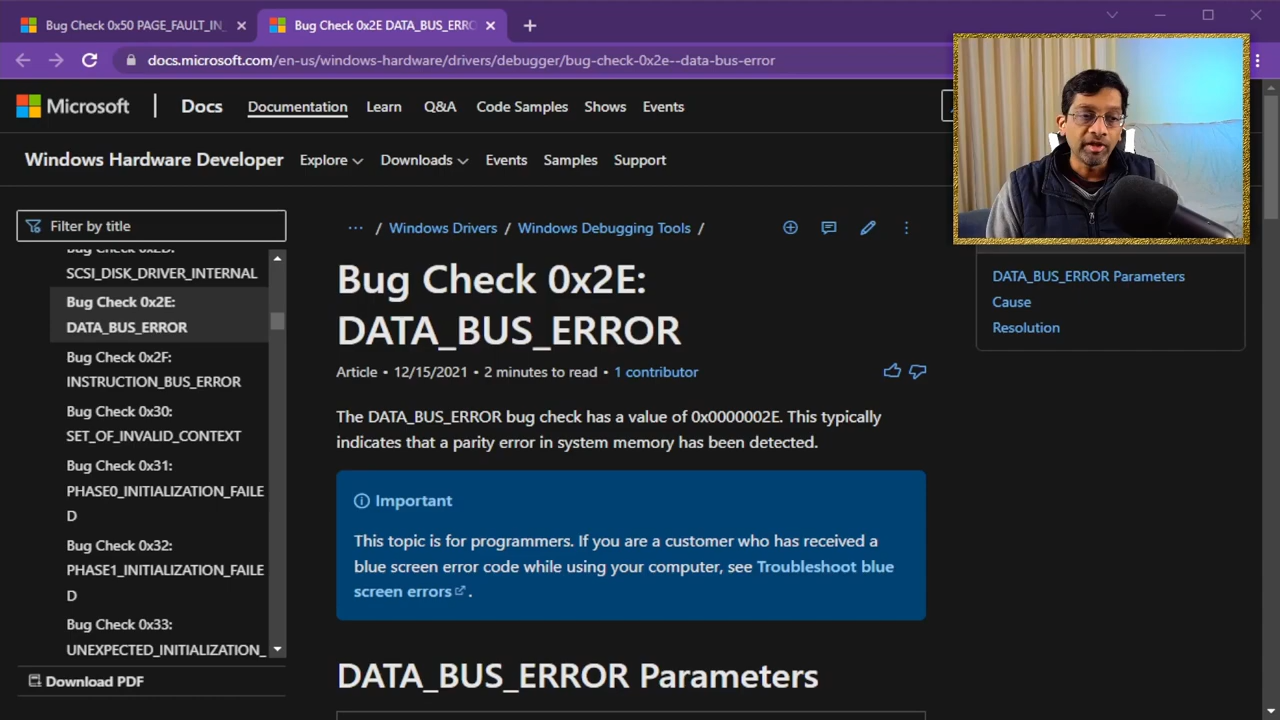 Bug Check 0x50 PAGE_FAULT_IN_
Bug Check 0x2E DATA_BUS_ERRO
docs.microsoft.com/en-us/windows-hardware/drivers/debugger/bug-check-0x2e--data-bus-error
Microsoft
Docs
Documentation
Learn
Q&A
Code Samples
Shows
Events
Windows Hardware Developer
Explore
Downloads
Events
Samples
Support
Filter by title
SCSI_DISK_DRIVER_INTERNAL
Bug Check 0x2E:
DATA_BUS_ERROR
Bug Check 0x2F:
INSTRUCTION_BUS_ERROR
Bug Check 0x30:
SET_OF_INVALID_CONTEXT
Bug Check 0x31:
PHASE0_INITIALIZATION_FAILE
D
Bug Check 0x32:
PHASE1_INITIALIZATION_FAILE
D
Bug Check 0x33:
UNEXPECTED_INITIALIZATION_
Download PDF
··· / Windows Drivers / Windows Debugging Tools /
Bug Check 0x2E:
DATA_BUS_ERROR
Article • 12/15/2021 • 2 minutes to read • 1 contributor
The DATA_BUS_ERROR bug check has a value of 0x0000002E. This typically
indicates that a parity error in system memory has been detected.
Important
This topic is for programmers. If you are a customer who has received a
blue screen error code while using your computer, see Troubleshoot blue
screen errors.
DATA_BUS_ERROR Parameters
DATA_BUS_ERROR Parameters
Cause
Resolution